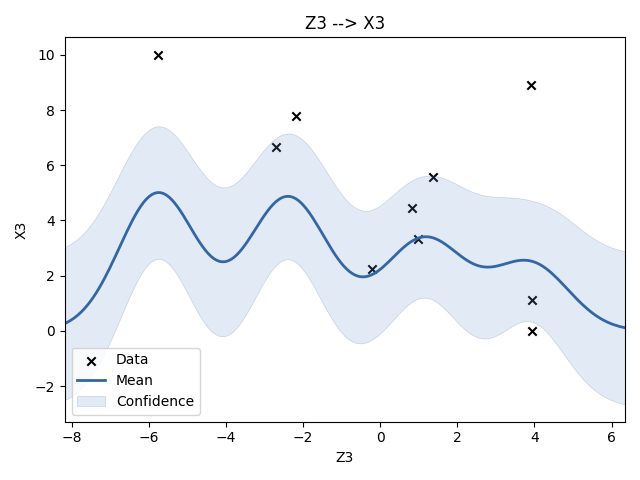 Z3 --> X3
10
8
6
4
2
0
−2
X3
Data
Mean
Confidence
−8 −6 −4 −2 0 2 4 6
Z3